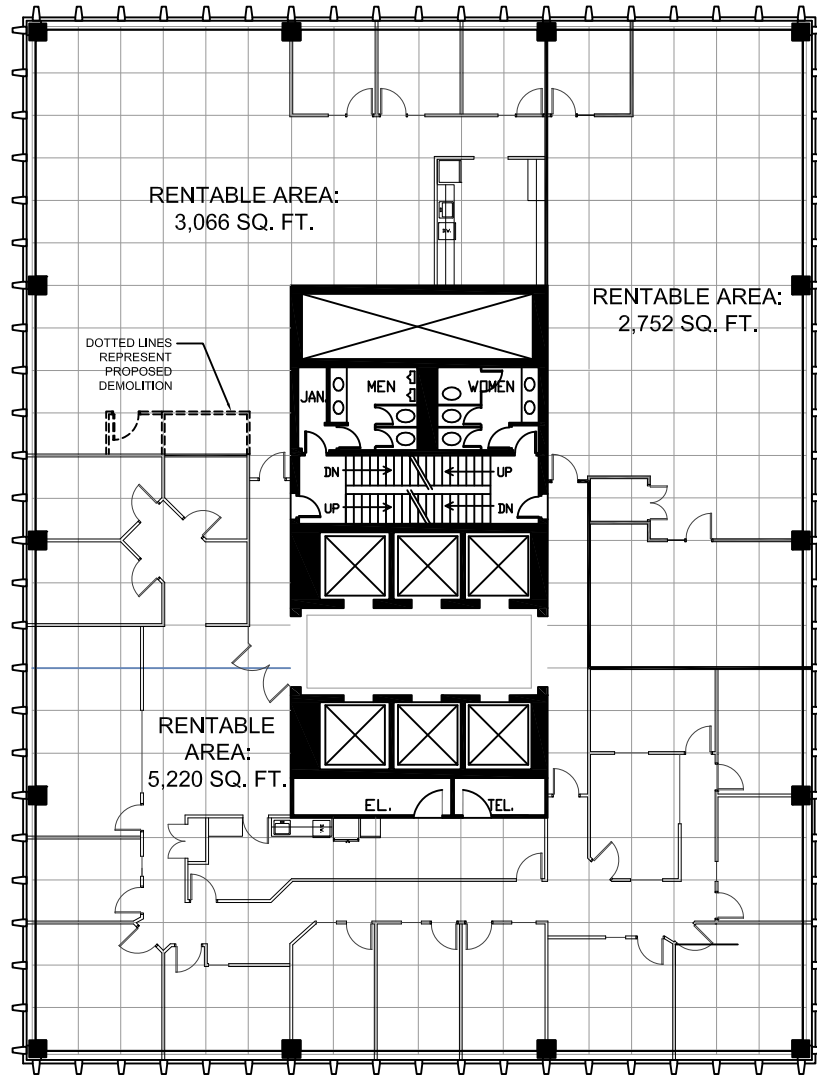 RENTABLE AREA:
3,066 SQ. FT.
D.W.
RENTABLE AREA:
2,752 SQ. FT.
DOTTED LINES
REPRESENT
PROPOSED
DEMOLITION
JAN.
MEN
WOMEN
DN
UP
UP
DN
RENTABLE
AREA:
5,220 SQ. FT.
EL.
TEL.